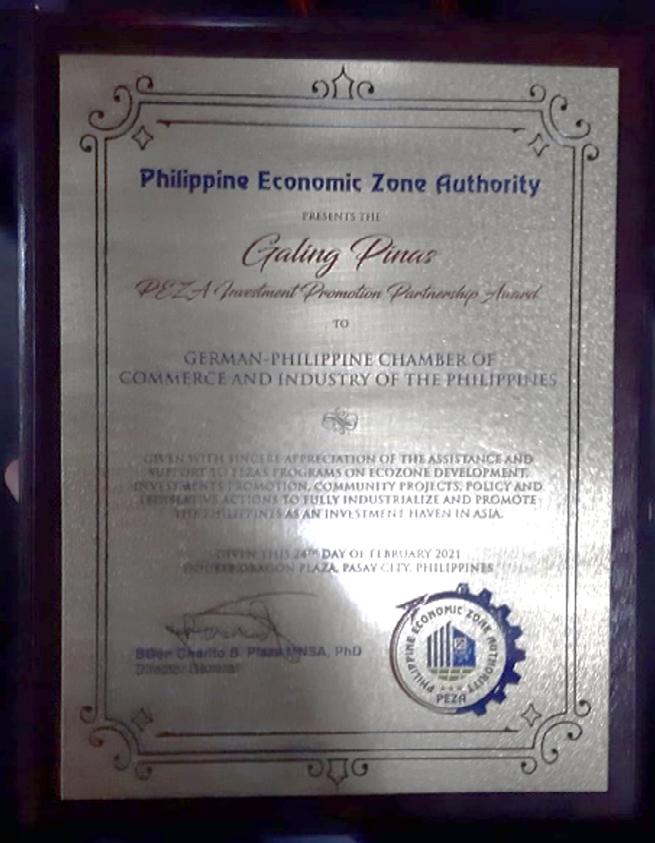 Philippine Economic Zone Authority
PRESENTS THE
Galing Pinas
PEZA Investment Promotion Partnership Award
TO
GERMAN-PHILIPPINE CHAMBER OF
COMMERCE AND INDUSTRY OF THE PHILIPPINES
GIVEN WITH SINCERE APPRECIATION OF THE ASSISTANCE AND
SUPPORT TO PEZA'S PROGRAMS ON ECOZONE DEVELOPMENT,
INVESTMENTS PROMOTION, COMMUNITY PROJECTS, POLICY AND
LEGISLATIVE ACTIONS TO FULLY INDUSTRIALIZE AND PROMOTE
THE PHILIPPINES AS AN INVESTMENT HAVEN IN ASIA.
GIVEN THIS 24TH DAY OF FEBRUARY 2021
DOUBLE DRAGON PLAZA, PASAY CITY, PHILIPPINES
BGen Charito B. Plaza MNSA, PhD
Director General
PHILIPPINE ECONOMIC ZONE AUTHORITY
PEZA